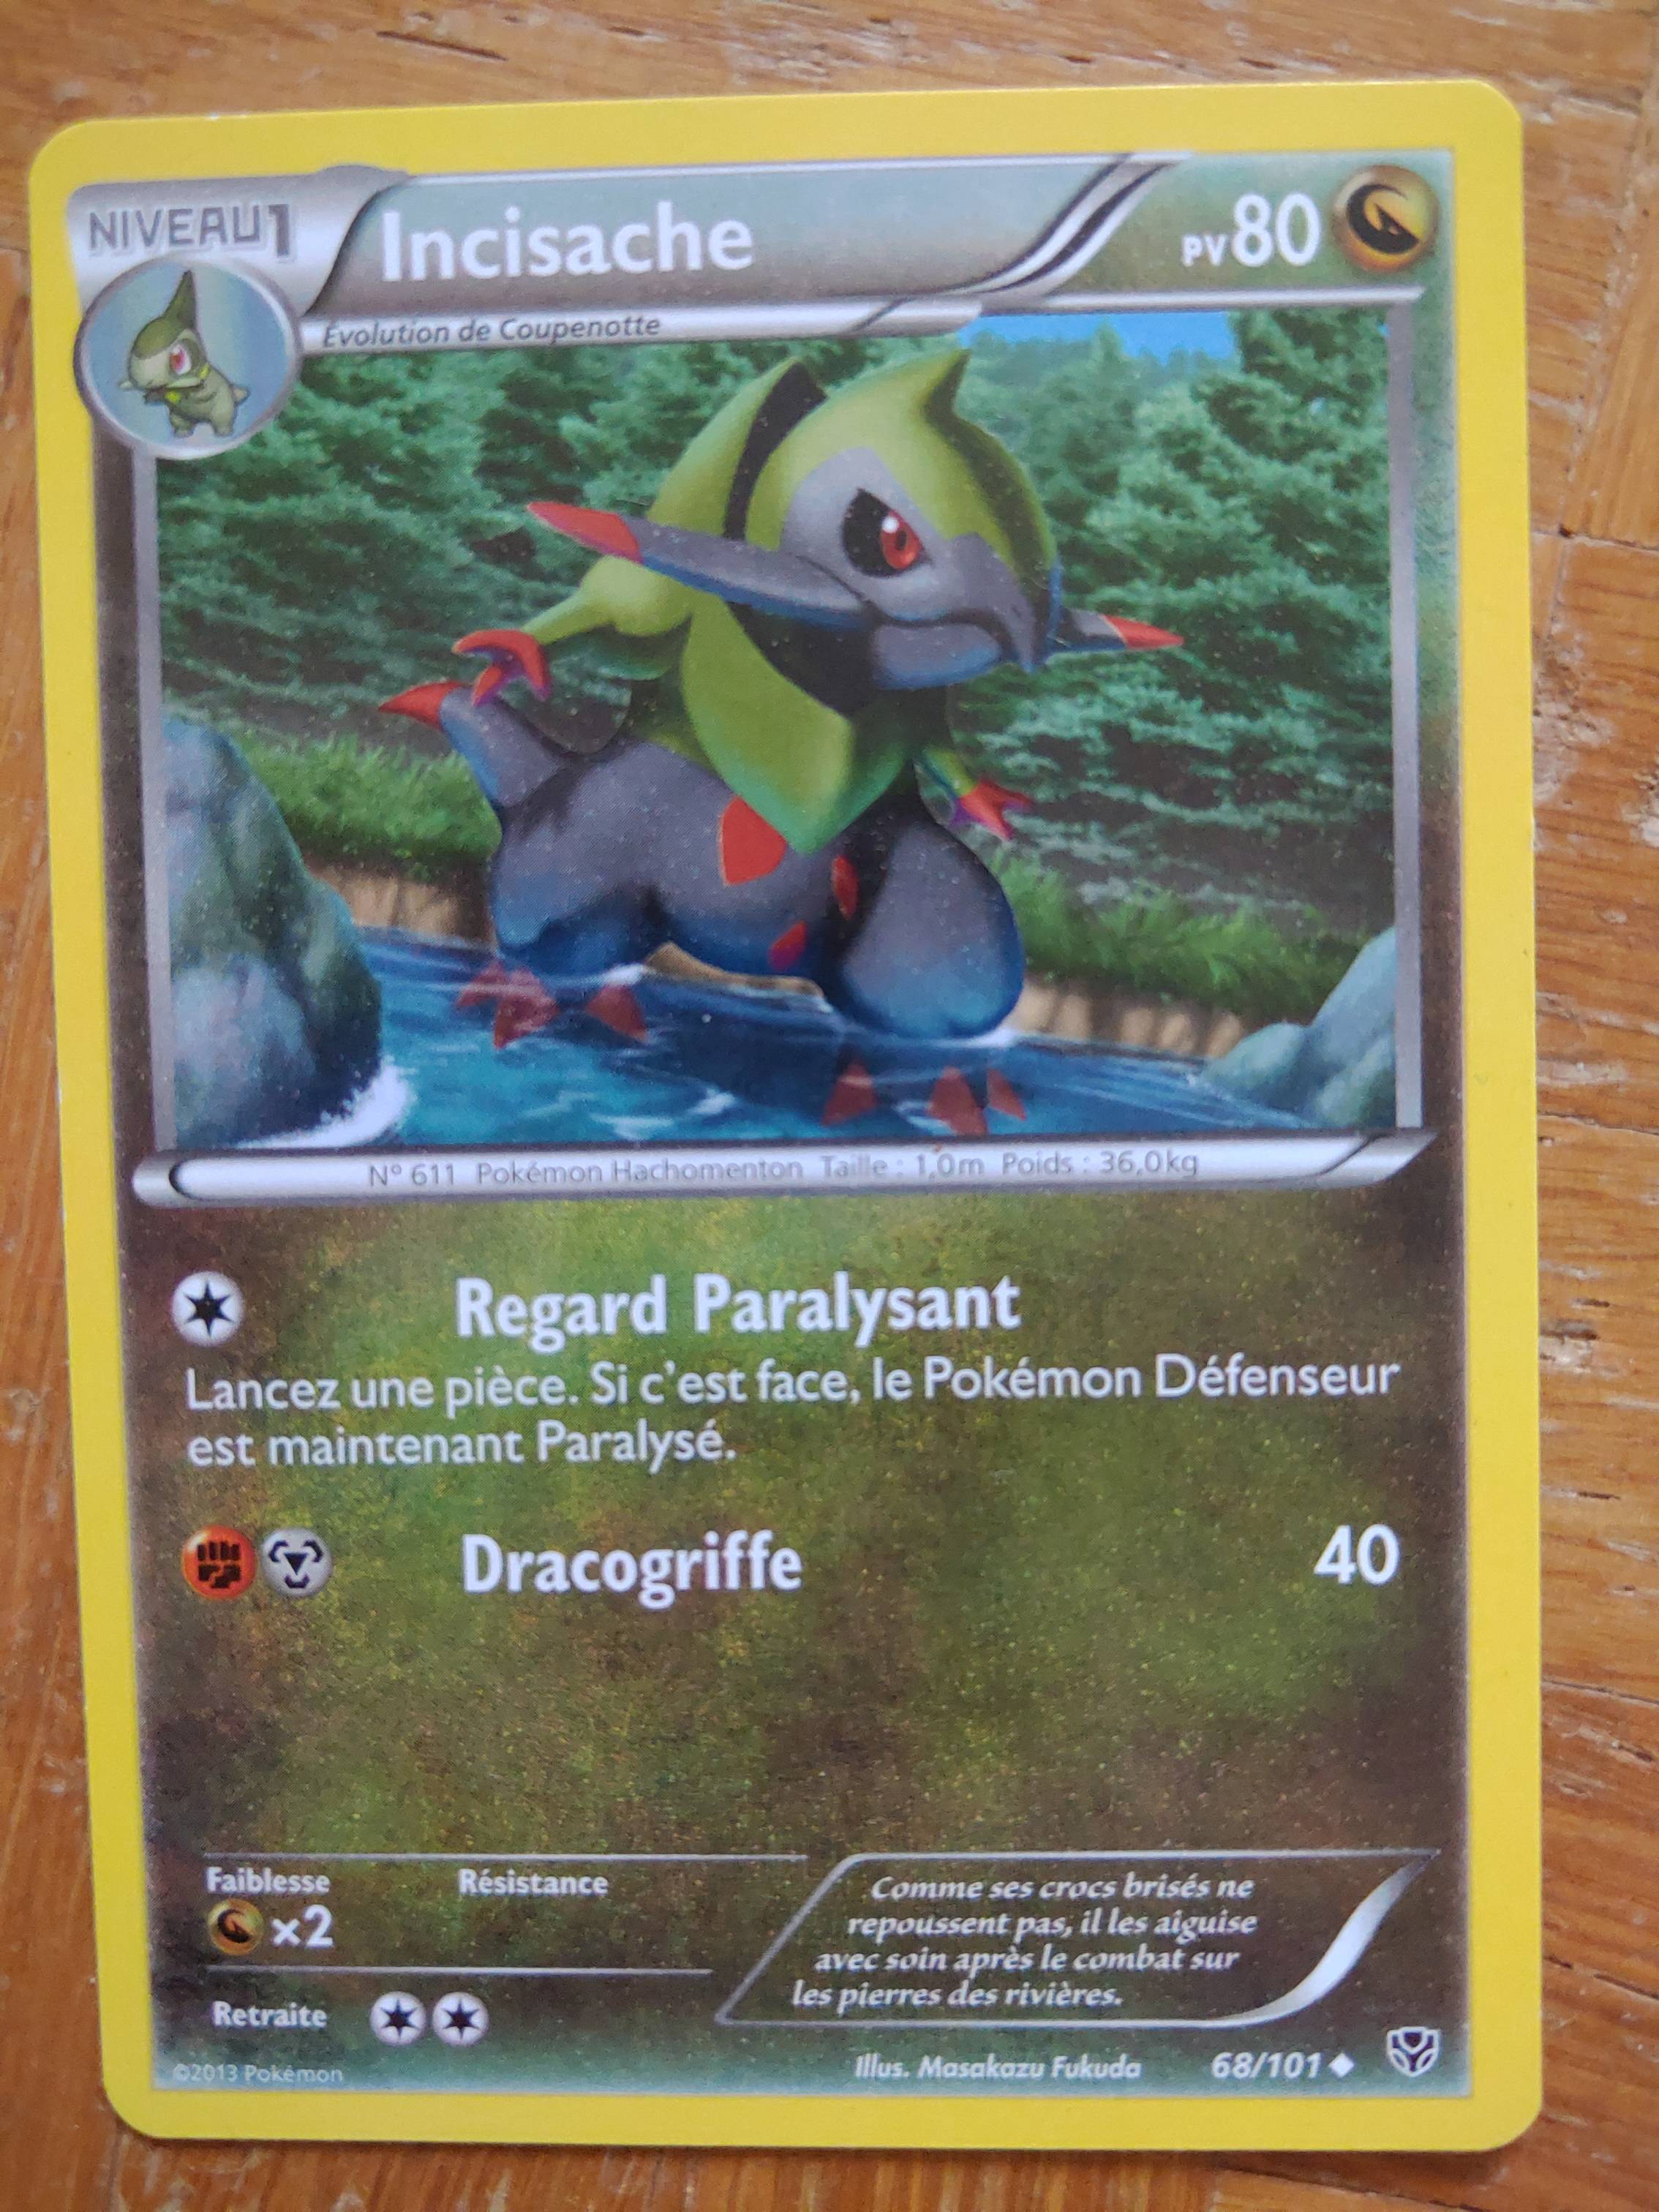 NIVEAU1
Incisache
PV80
Évolution de Coupenotte
N° 611 Pokémon Hachomenton Taille : 1,0m Poids : 36,0kg
Regard Paralysant
Lancez une pièce. Si c'est face, le Pokémon Défenseur
est maintenant Paralysé.
Dracogriffe 40
Faiblesse Résistance
x2
Retraite
Comme ses crocs brisés ne
repoussent pas, il les aiguise
avec soin après le combat sur
les pierres des rivières.
©2013 Pokémon
Illus. Masakazu Fukuda
68/101